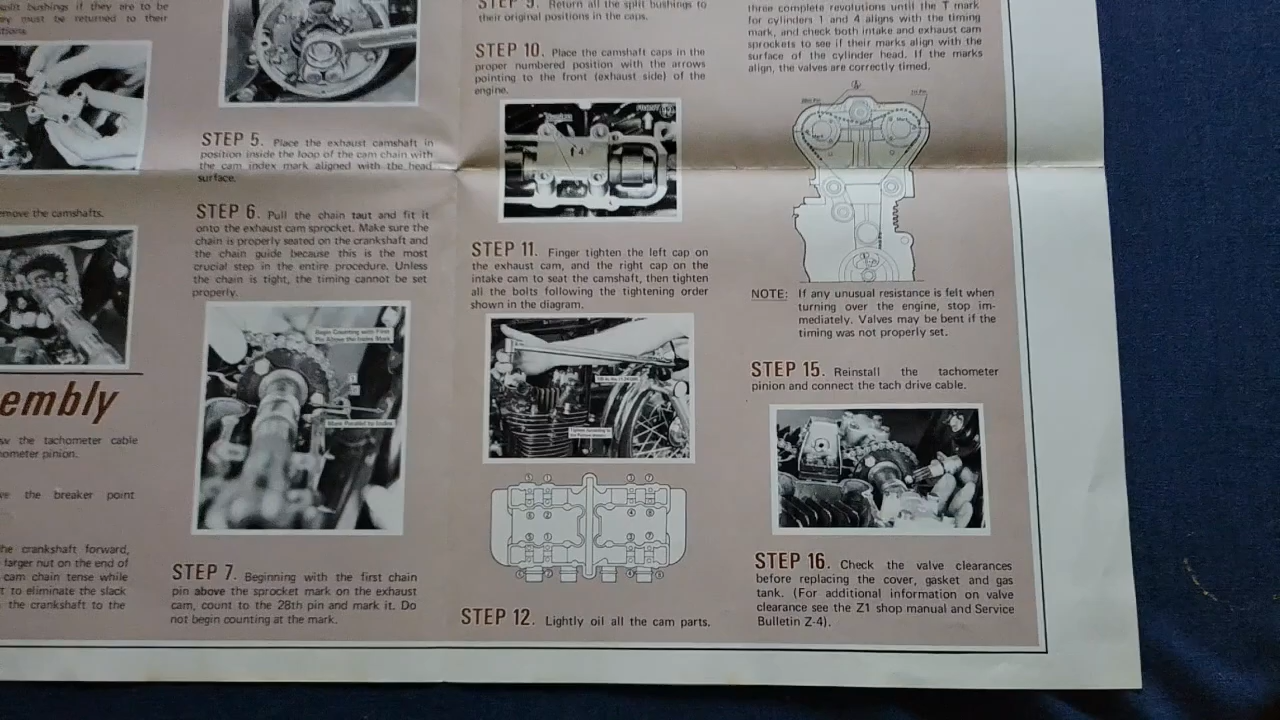 split bushings if they are to be
must be returned to their
remove the camshafts.
embly
the tachometer cable
pinion.
the breaker point
the crankshaft forward,
larger nut on the end of
cam chain tense while
to eliminate the slack
the crankshaft to the
STEP 5. Place the exhaust camshaft in
position inside the loop of the cam chain with
the cam index mark aligned with the head
surface.
STEP 6. Pull the chain taut and fit it
onto the exhaust cam sprocket. Make sure the
chain is properly seated on the crankshaft and
the chain guide because this is the most
crucial step in the entire procedure. Unless
the chain is tight, the timing cannot be set
properly.
Begin Counting with First
Pin Above the Index Mark
STEP 7. Beginning with the first chain
pin above the sprocket mark on the exhaust
cam, count to the 28th pin and mark it. Do
not begin counting at the mark.
STEP 9. Return all the split bushings to
their original positions in the caps.
STEP 10. Place the camshaft caps in the
proper numbered position with the arrows
pointing to the front (exhaust side) of the
engine.
FRONT
4
STEP 11. Finger tighten the left cap on
the exhaust cam, and the right cap on the
intake cam to seat the camshaft, then tighten
all the bolts following the tightening order
shown in the diagram.
STEP 12. Lightly oil all the cam parts.
three complete revolutions until the T mark
for cylinders 1 and 4 aligns with the timing
mark, and check both intake and exhaust cam
sprockets to see if their marks align with the
surface of the cylinder head. If the marks
align, the valves are correctly timed.
28th Pin
1st Pin
NOTE: If any unusual resistance is felt when
turning over the engine, stop im-
mediately. Valves may be bent if the
timing was not properly set.
STEP 15. Reinstall the tachometer
pinion and connect the tach drive cable.
STEP 16. Check the valve clearances
before replacing the cover, gasket and gas
tank. (For additional information on valve
clearance see the Z1 shop manual and Service
Bulletin Z-4).